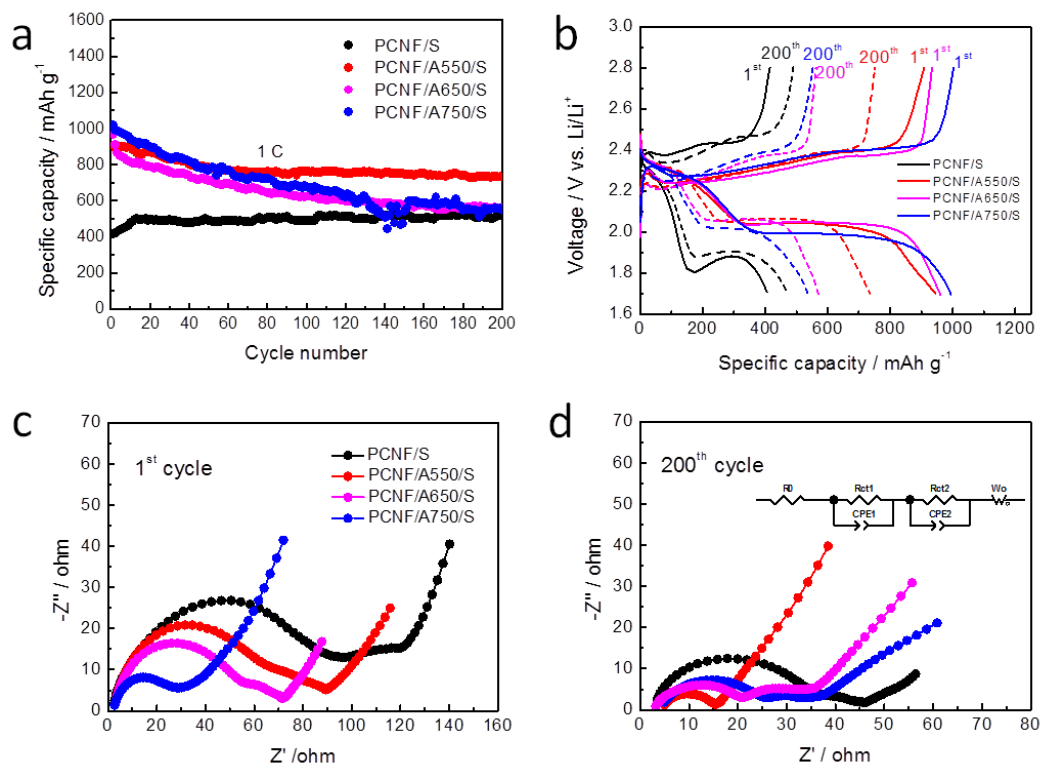 a
1600
1400
1200
1000
800
600
400
200
0
Specific capacity / mAh g⁻¹
PCNF/S
PCNF/A550/S
PCNF/A650/S
PCNF/A750/S
1 C
0 20 40 60 80 100 120 140 160 180 200
Cycle number
b
3.0
2.8
2.6
2.4
2.2
2.0
1.8
1.6
Voltage / V vs. Li/Li⁺
1ˢᵗ 200ᵗʰ 200ᵗʰ 200ᵗʰ 200ᵗʰ 1ˢᵗ 1ˢᵗ 1ˢᵗ
PCNF/S
PCNF/A550/S
PCNF/A650/S
PCNF/A750/S
0 200 400 600 800 1000 1200
Specific capacity / mAh g⁻¹
c
70
60
50
40
30
20
10
0
-Z'' / ohm
1ˢᵗ cycle
PCNF/S
PCNF/A550/S
PCNF/A650/S
PCNF/A750/S
0 20 40 60 80 100 120 140 160
Z' /ohm
d
70
60
50
40
30
20
10
0
-Z'' / ohm
200ᵗʰ cycle
R0 Rct1 Rct2 Wo
CPE1 CPE2
0 10 20 30 40 50 60 70 80
Z' / ohm